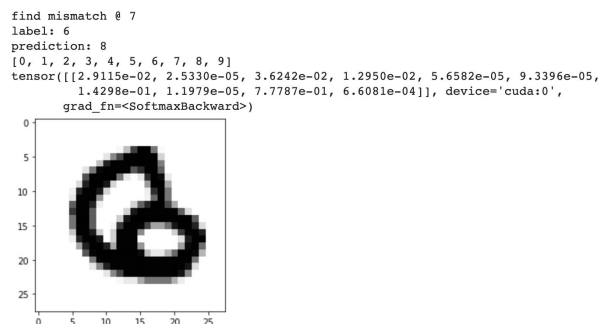 find mismatch @ 7
label: 6
prediction: 8
[0, 1, 2, 3, 4, 5, 6, 7, 8, 9]
tensor([[2.9115e-02, 2.5330e-05, 3.6242e-02, 1.2950e-02, 5.6582e-05, 9.3396e-05,
1.4298e-01, 1.1979e-05, 7.7787e-01, 6.6081e-04]], device='cuda:0',
grad_fn=<SoftmaxBackward>)
0
5
10
15
20
25
0 5 10 15 20 25